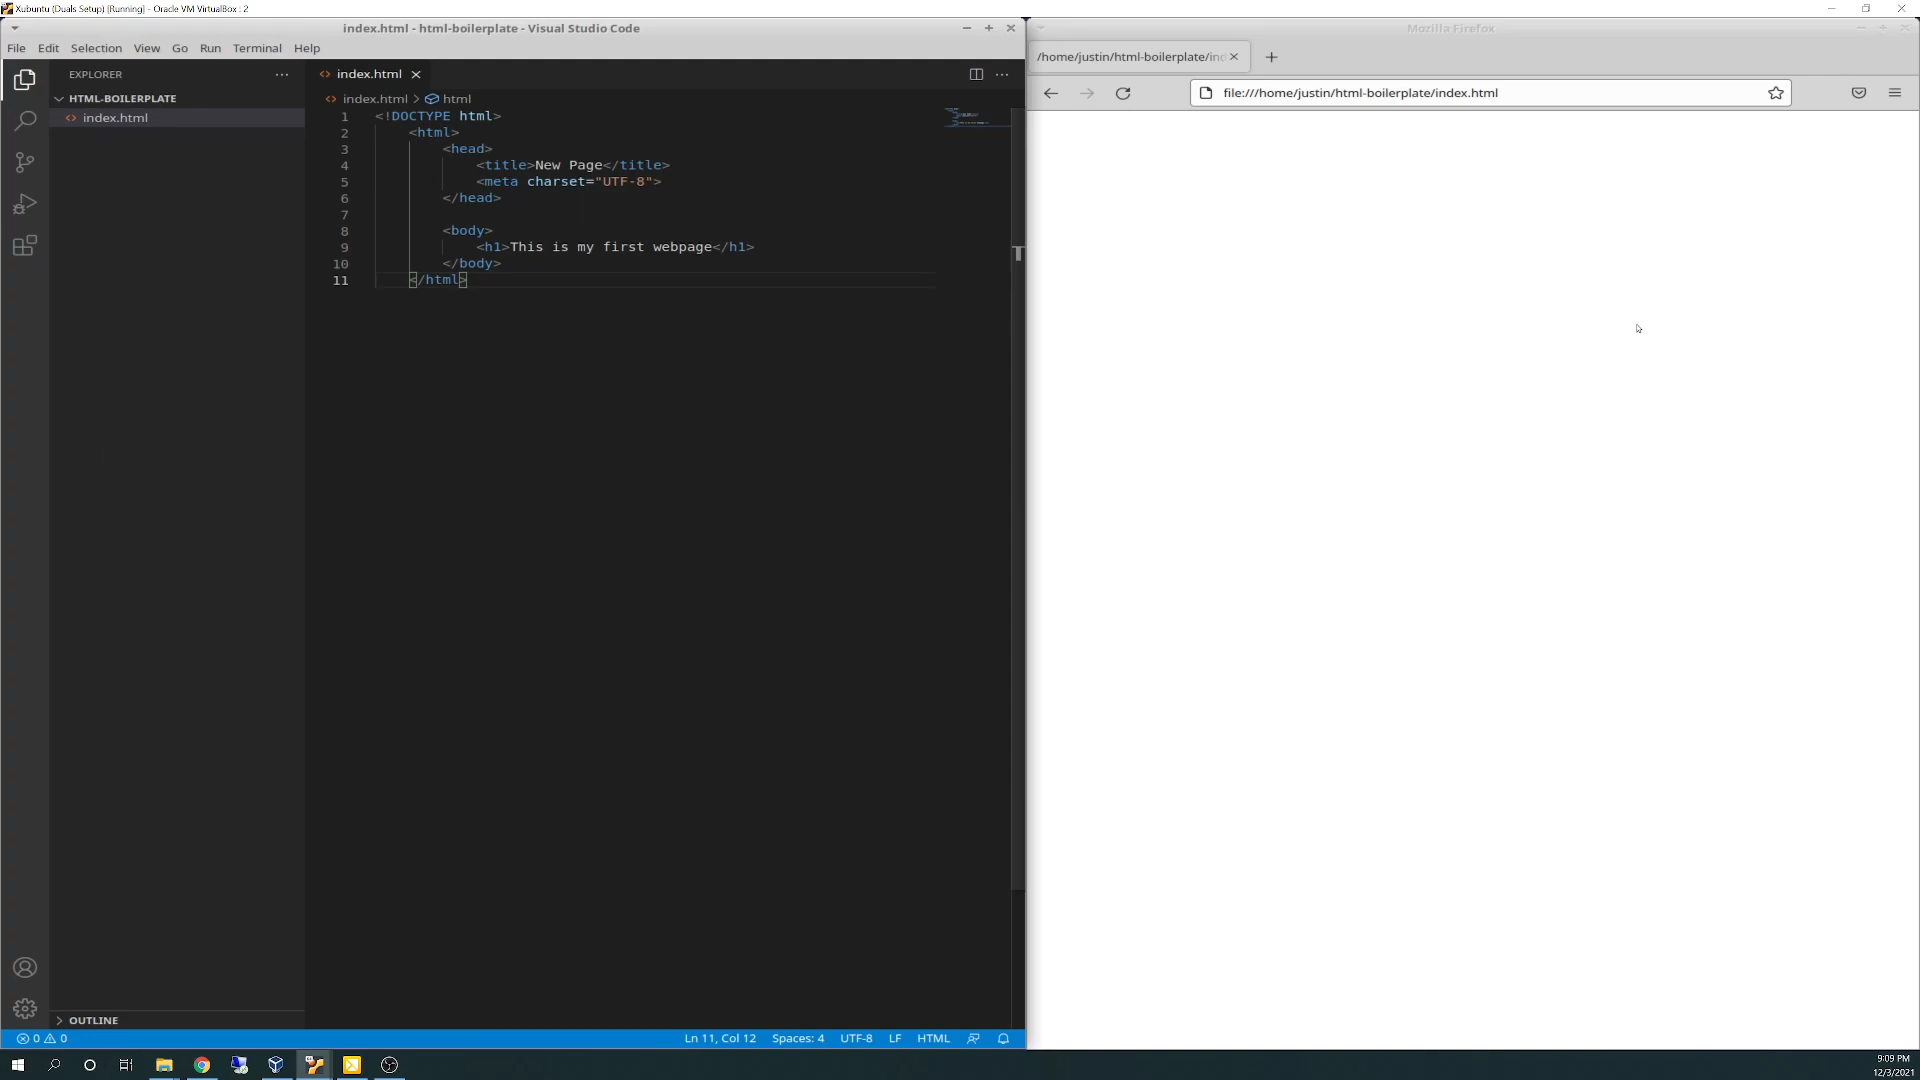 Xubuntu (Duals Setup) [Running] - Oracle VM VirtualBox : 2
index.html - html-boilerplate - Visual Studio Code
File Edit Selection View Go Run Terminal Help
EXPLORER
HTML-BOILERPLATE
index.html
OUTLINE
index.html
index.html > html
1 <!DOCTYPE html>
2 <html>
3 <head>
4 <title>New Page</title>
5 <meta charset="UTF-8">
6 </head>
7
8 <body>
9 <h1>This is my first webpage</h1>
10 </body>
11 </html>
0 0
Ln 11, Col 12 Spaces: 4 UTF-8 LF HTML
Mozilla Firefox
/home/justin/html-boilerplate/ind
file:///home/justin/html-boilerplate/index.html
9:09 PM
12/3/2021